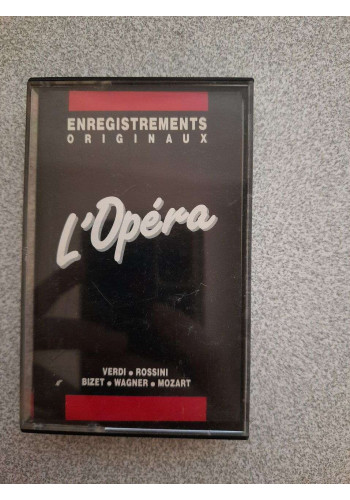 ENREGISTREMENTS
ORIGINAUX
L'Opéra
VERDI • ROSSINI
BIZET • WAGNER • MOZART